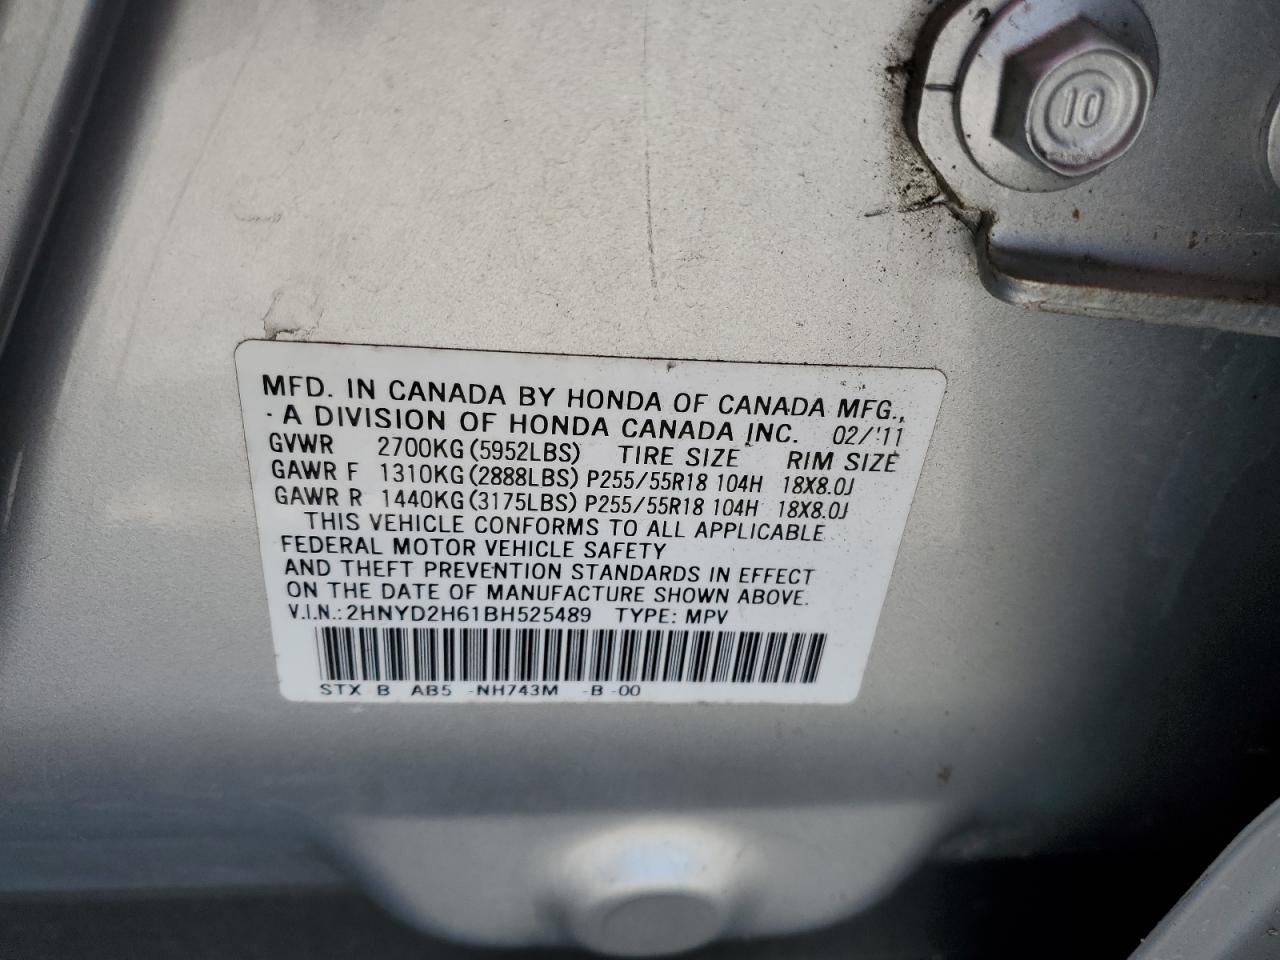 10
MFD. IN CANADA BY HONDA OF CANADA MFG.,
A DIVISION OF HONDA CANADA INC. 02/'11
GVWR 2700KG (5952LBS) TIRE SIZE RIM SIZE
GAWR F 1310KG (2888LBS) P255/55R18 104H 18X8.0J
GAWR R 1440KG (3175LBS) P255/55R18 104H 18X8.0J
THIS VEHICLE CONFORMS TO ALL APPLICABLE
FEDERAL MOTOR VEHICLE SAFETY
AND THEFT PREVENTION STANDARDS IN EFFECT
ON THE DATE OF MANUFACTURE SHOWN ABOVE.
V.I.N.:2HNYD2H61BH525489 TYPE: MPV
STX B AB5 -NH743M -B -00